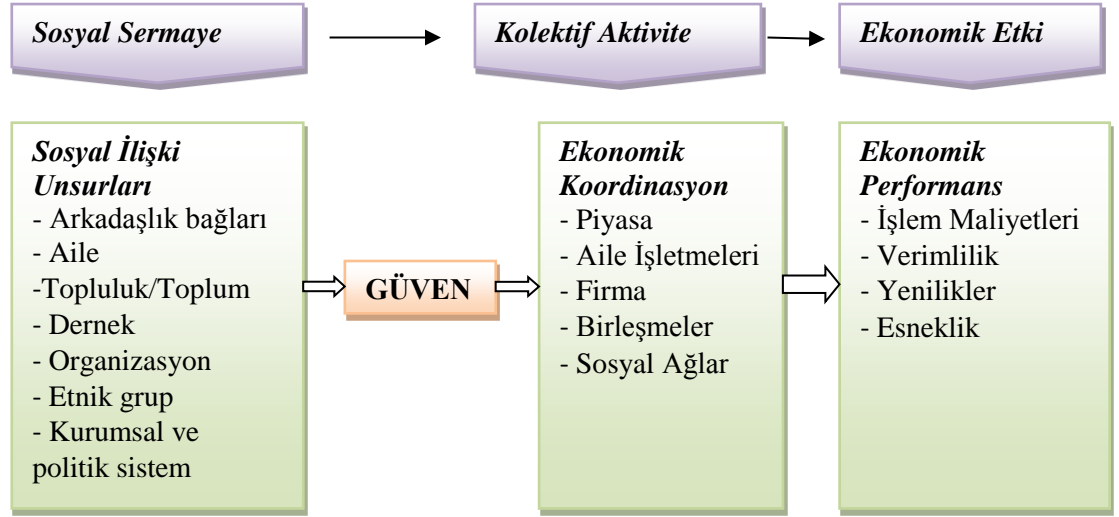 Sosyal Sermaye
Kolektif Aktivite
Ekonomik Etki
Sosyal İlişki
Unsurları
- Arkadaşlık bağları
- Aile
-Topluluk/Toplum
- Dernek
- Organizasyon
- Etnik grup
- Kurumsal ve
politik sistem
GÜVEN
Ekonomik
Koordinasyon
- Piyasa
- Aile İşletmeleri
- Firma
- Birleşmeler
- Sosyal Ağlar
Ekonomik
Performans
- İşlem Maliyetleri
- Verimlilik
- Yenilikler
- Esneklik